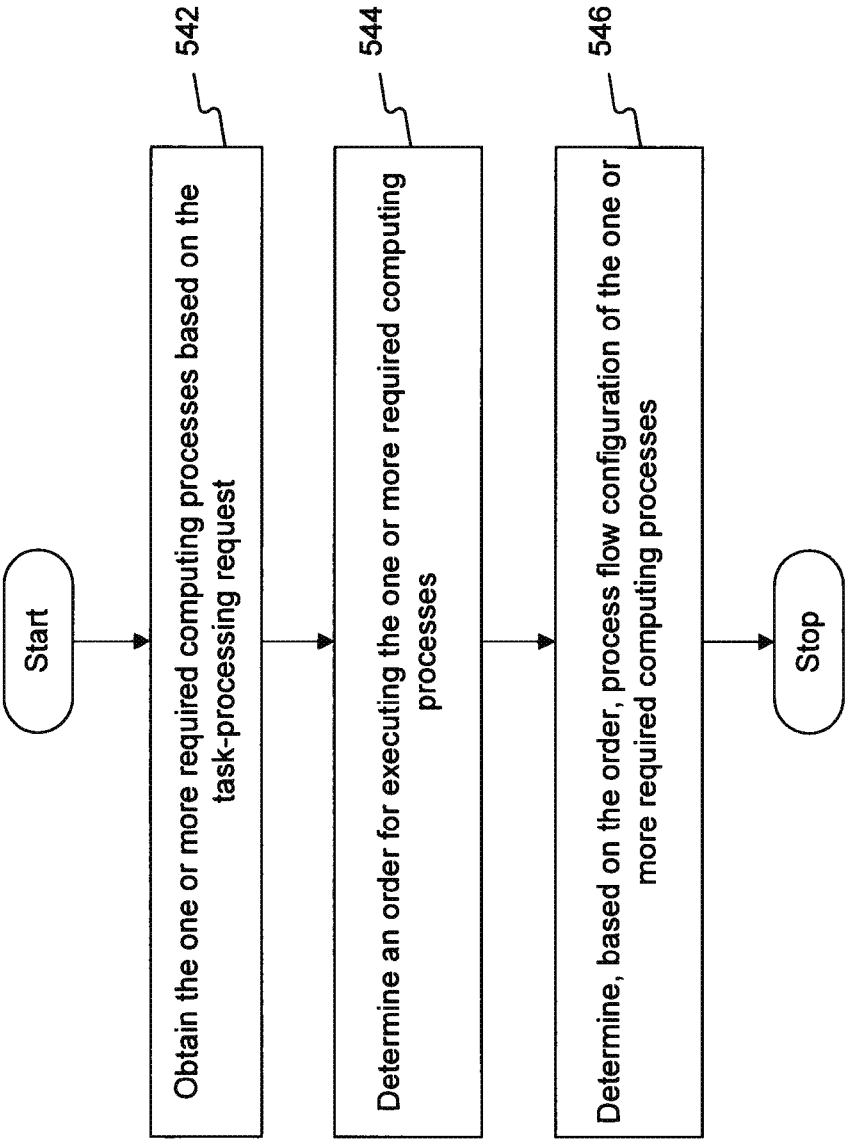 Start
Obtain the one or more required computing processes based on the
task-processing request
542
Determine an order for executing the one or more required computing
processes
544
Determine, based on the order, process flow configuration of the one or
more required computing processes
546
Stop